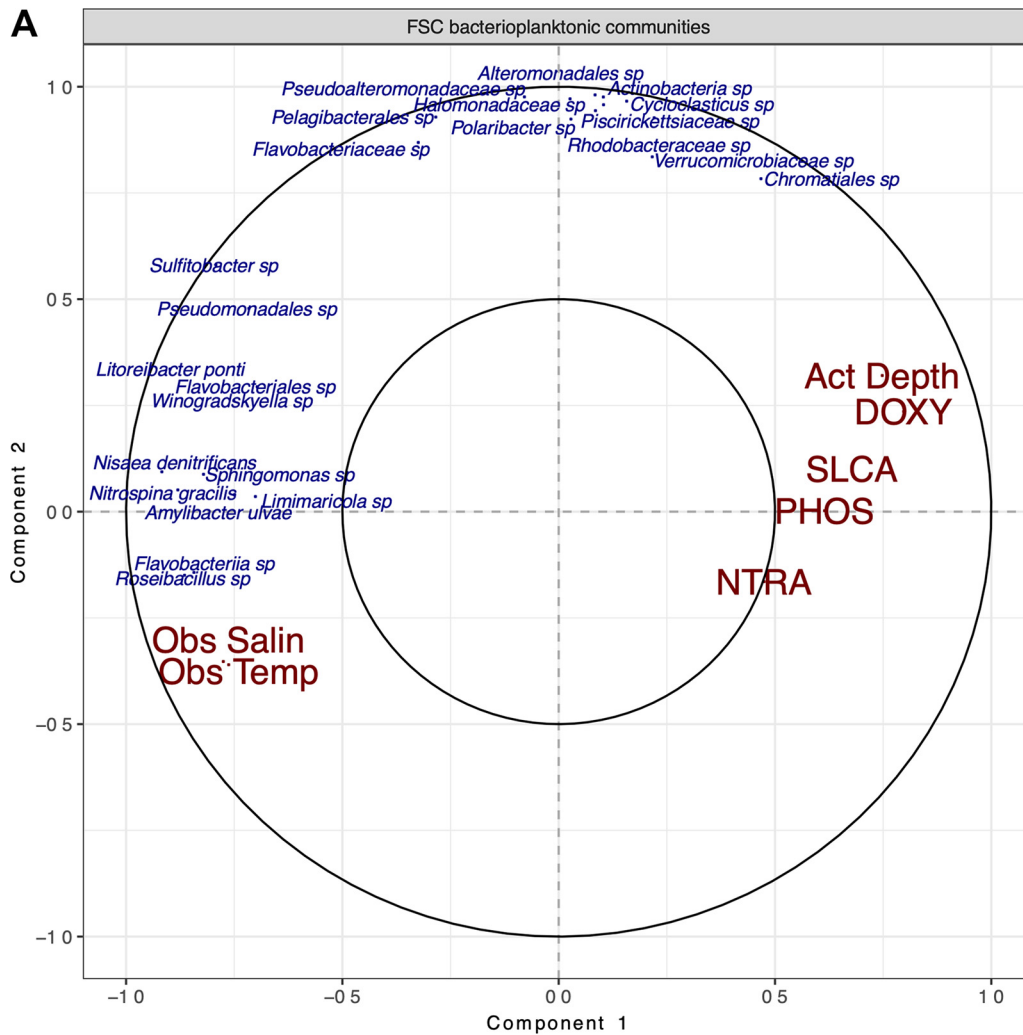 A
FSC bacterioplanktonic communities
Alteromonadales sp
Pseudoalteromonadaceae sp
Actinobacteria sp
Halomonadaceae sp
Cycloclasticus sp
Pelagibacterales sp
Polaribacter sp
Piscirickettsiaceae sp
Flavobacteriaceae sp
Rhodobacteraceae sp
Verrucomicrobiaceae sp
Chromatiales sp
Sulfitobacter sp
Pseudomonadales sp
Litoreibacter ponti
Flavobacteriales sp
Winogradskyella sp
Nisaea denitrificans
Sphingomonas sp
Nitrospina gracilis
Limimaricola sp
Amylibacter ulvae
Flavobacteriia sp
Roseibacillus sp
Act Depth
DOXY
SLCA
PHOS
NTRA
Obs Salin
Obs Temp
1 0
0 5
0 0
−0 5
−1 0
Component 2
−1 0 −0 5 0 0 0 5 1 0
Component 1